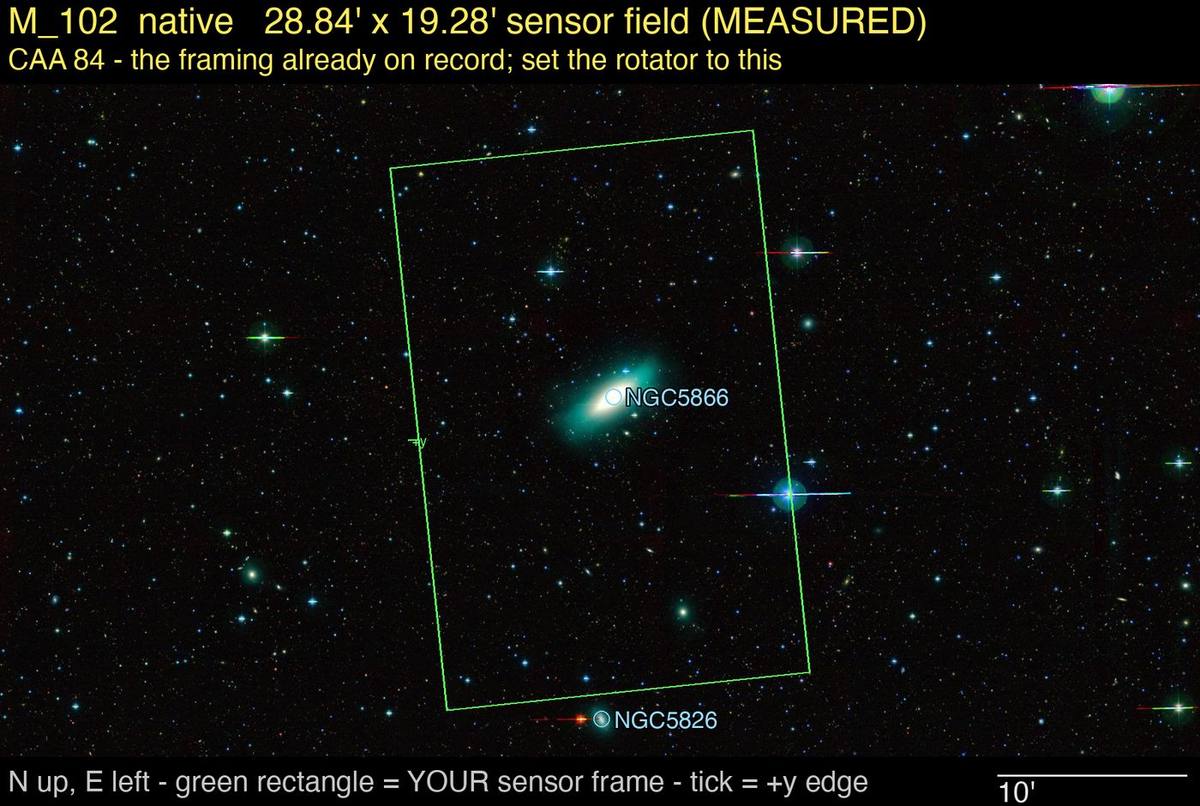 M_102 native 28.84' x 19.28' sensor field (MEASURED)
CAA 84 - the framing already on record; set the rotator to this
NGC5866
+y
NGC5826
N up, E left - green rectangle = YOUR sensor frame - tick = +y edge
10'